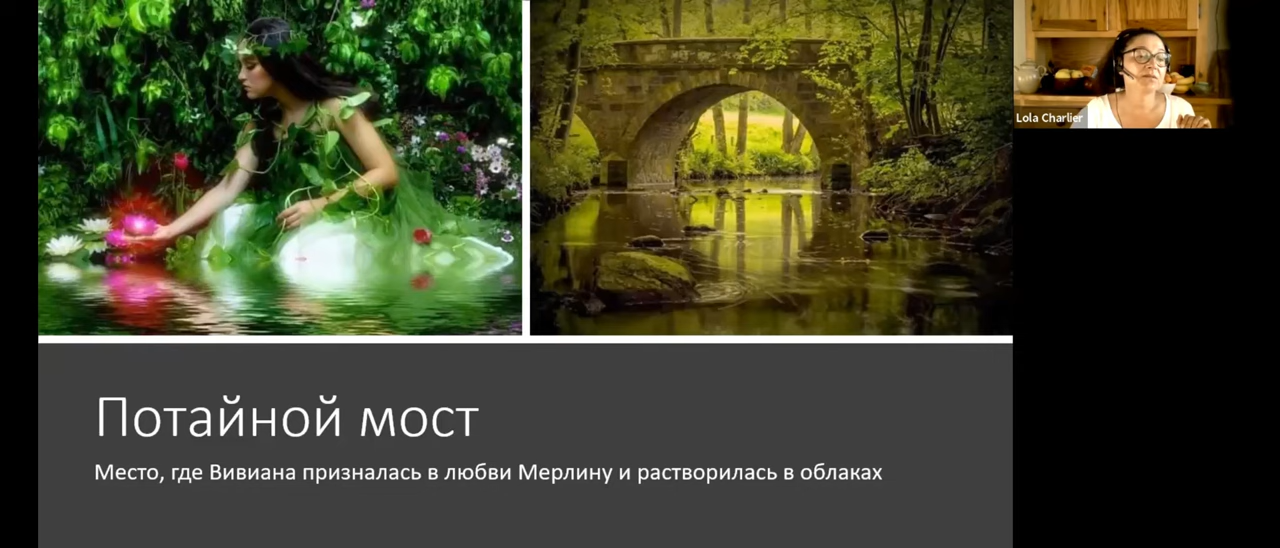 Lola Charlier
Потайной мост
Место, где Вивиана призналась в любви Мерлину и растворилась в облаках